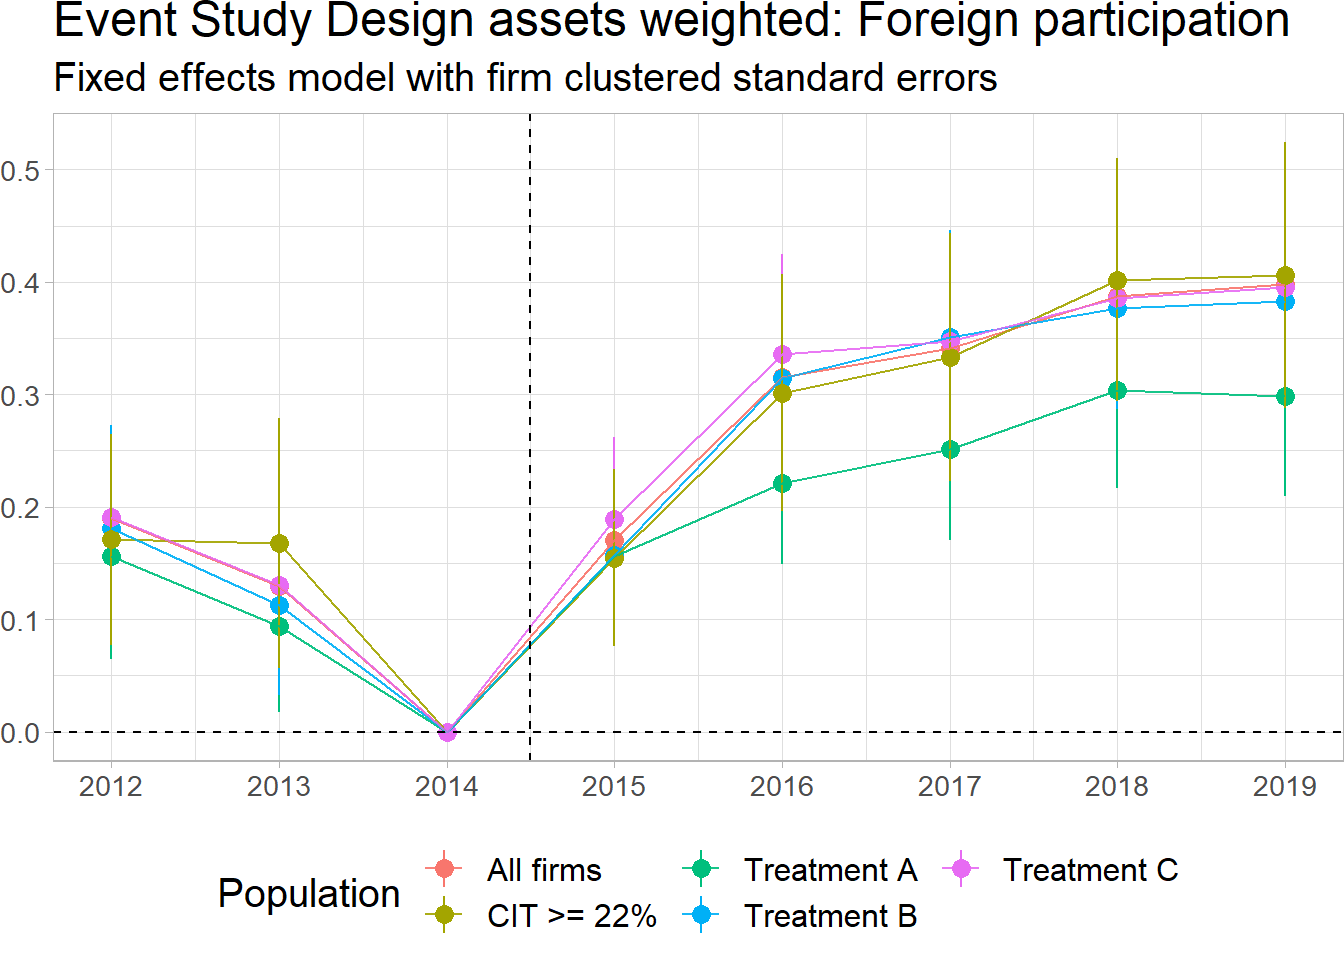 Event Study Design assets weighted: Foreign participation
Fixed effects model with firm clustered standard errors
0.5
0.4
0.3
0.2
0.1
0.0
2012 2013 2014 2015 2016 2017 2018 2019
Population
All firms Treatment A Treatment C
CIT >= 22% Treatment B